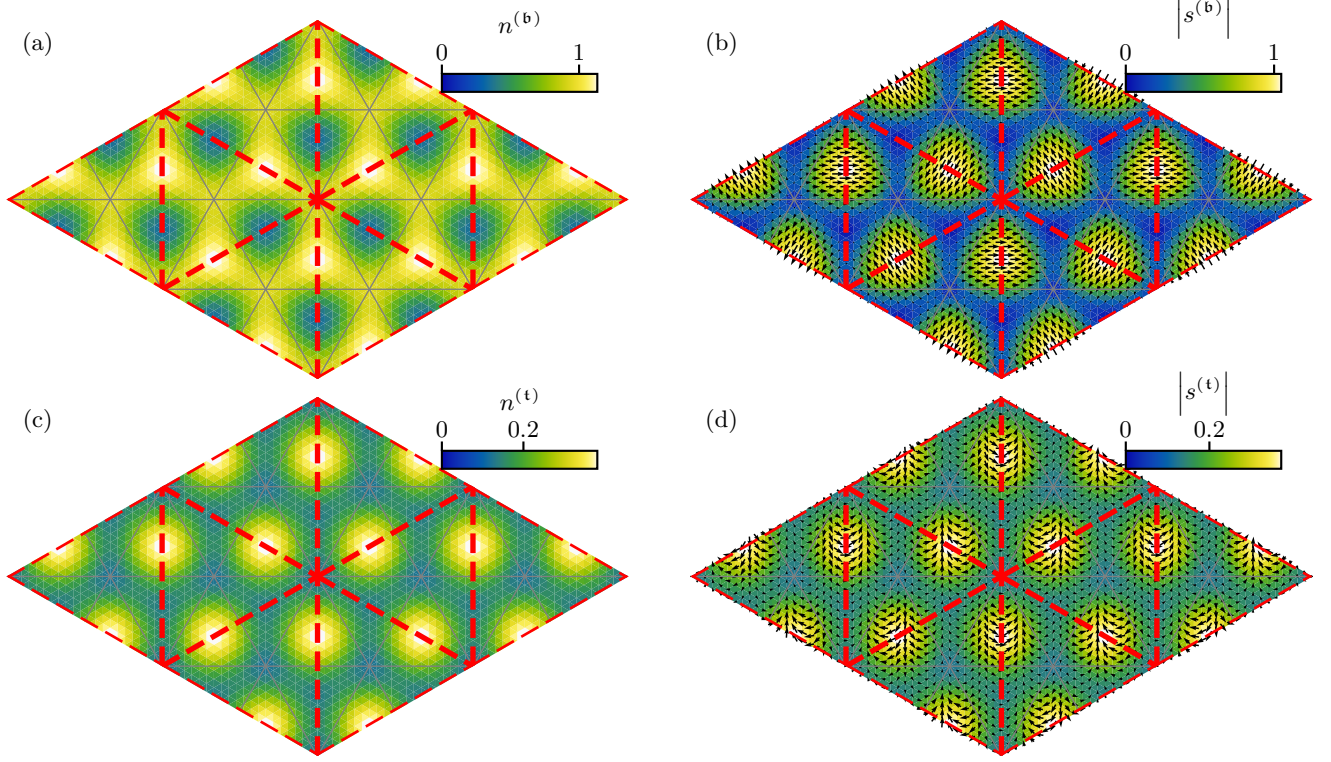 (a)
n^(𝔟)
0 1
(b)
|s^(𝔟)|
0 1
(c)
n^(𝔱)
0 0.2
(d)
|s^(𝔱)|
0 0.2